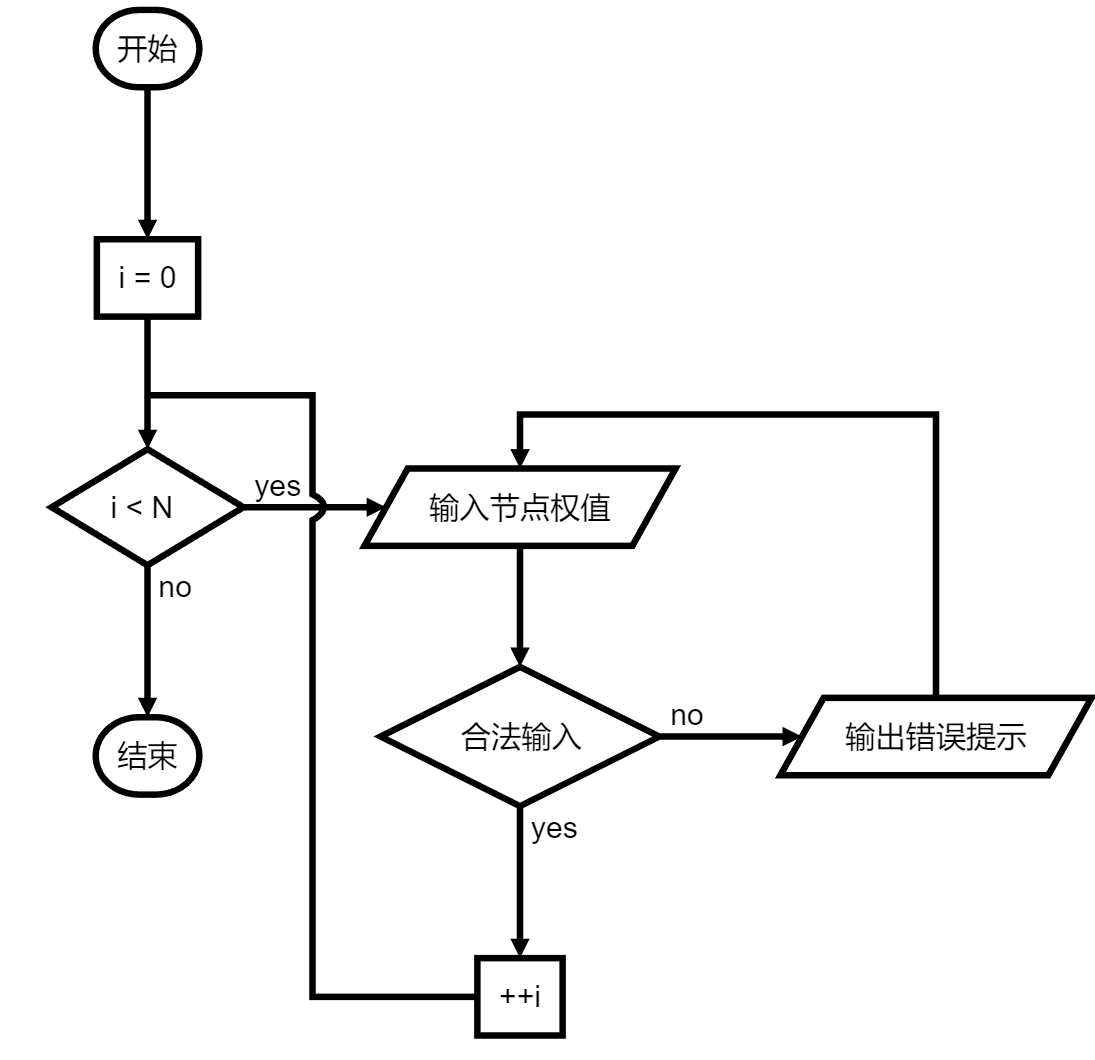 开始
i = 0
i < N
yes
输入节点权值
no
结束
合法输入
no
输出错误提示
yes
++i